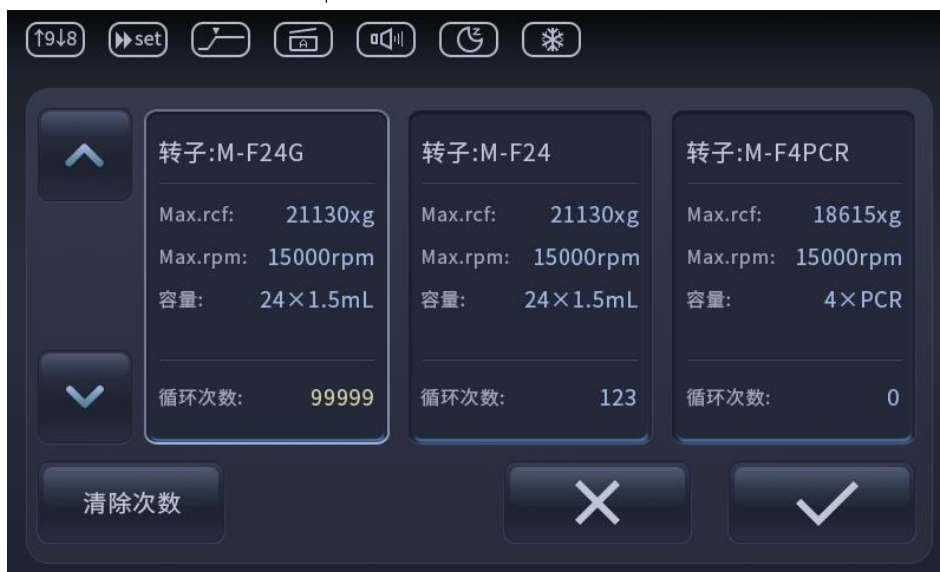 ↑9↓8
set
A
z
转子:M-F24G
Max.rcf: 21130xg
Max.rpm: 15000rpm
容量: 24×1.5mL
循环次数: 99999
转子:M-F24
Max.rcf: 21130xg
Max.rpm: 15000rpm
容量: 24×1.5mL
循环次数: 123
转子:M-F4PCR
Max.rcf: 18615xg
Max.rpm: 15000rpm
容量: 4×PCR
循环次数: 0
清除次数